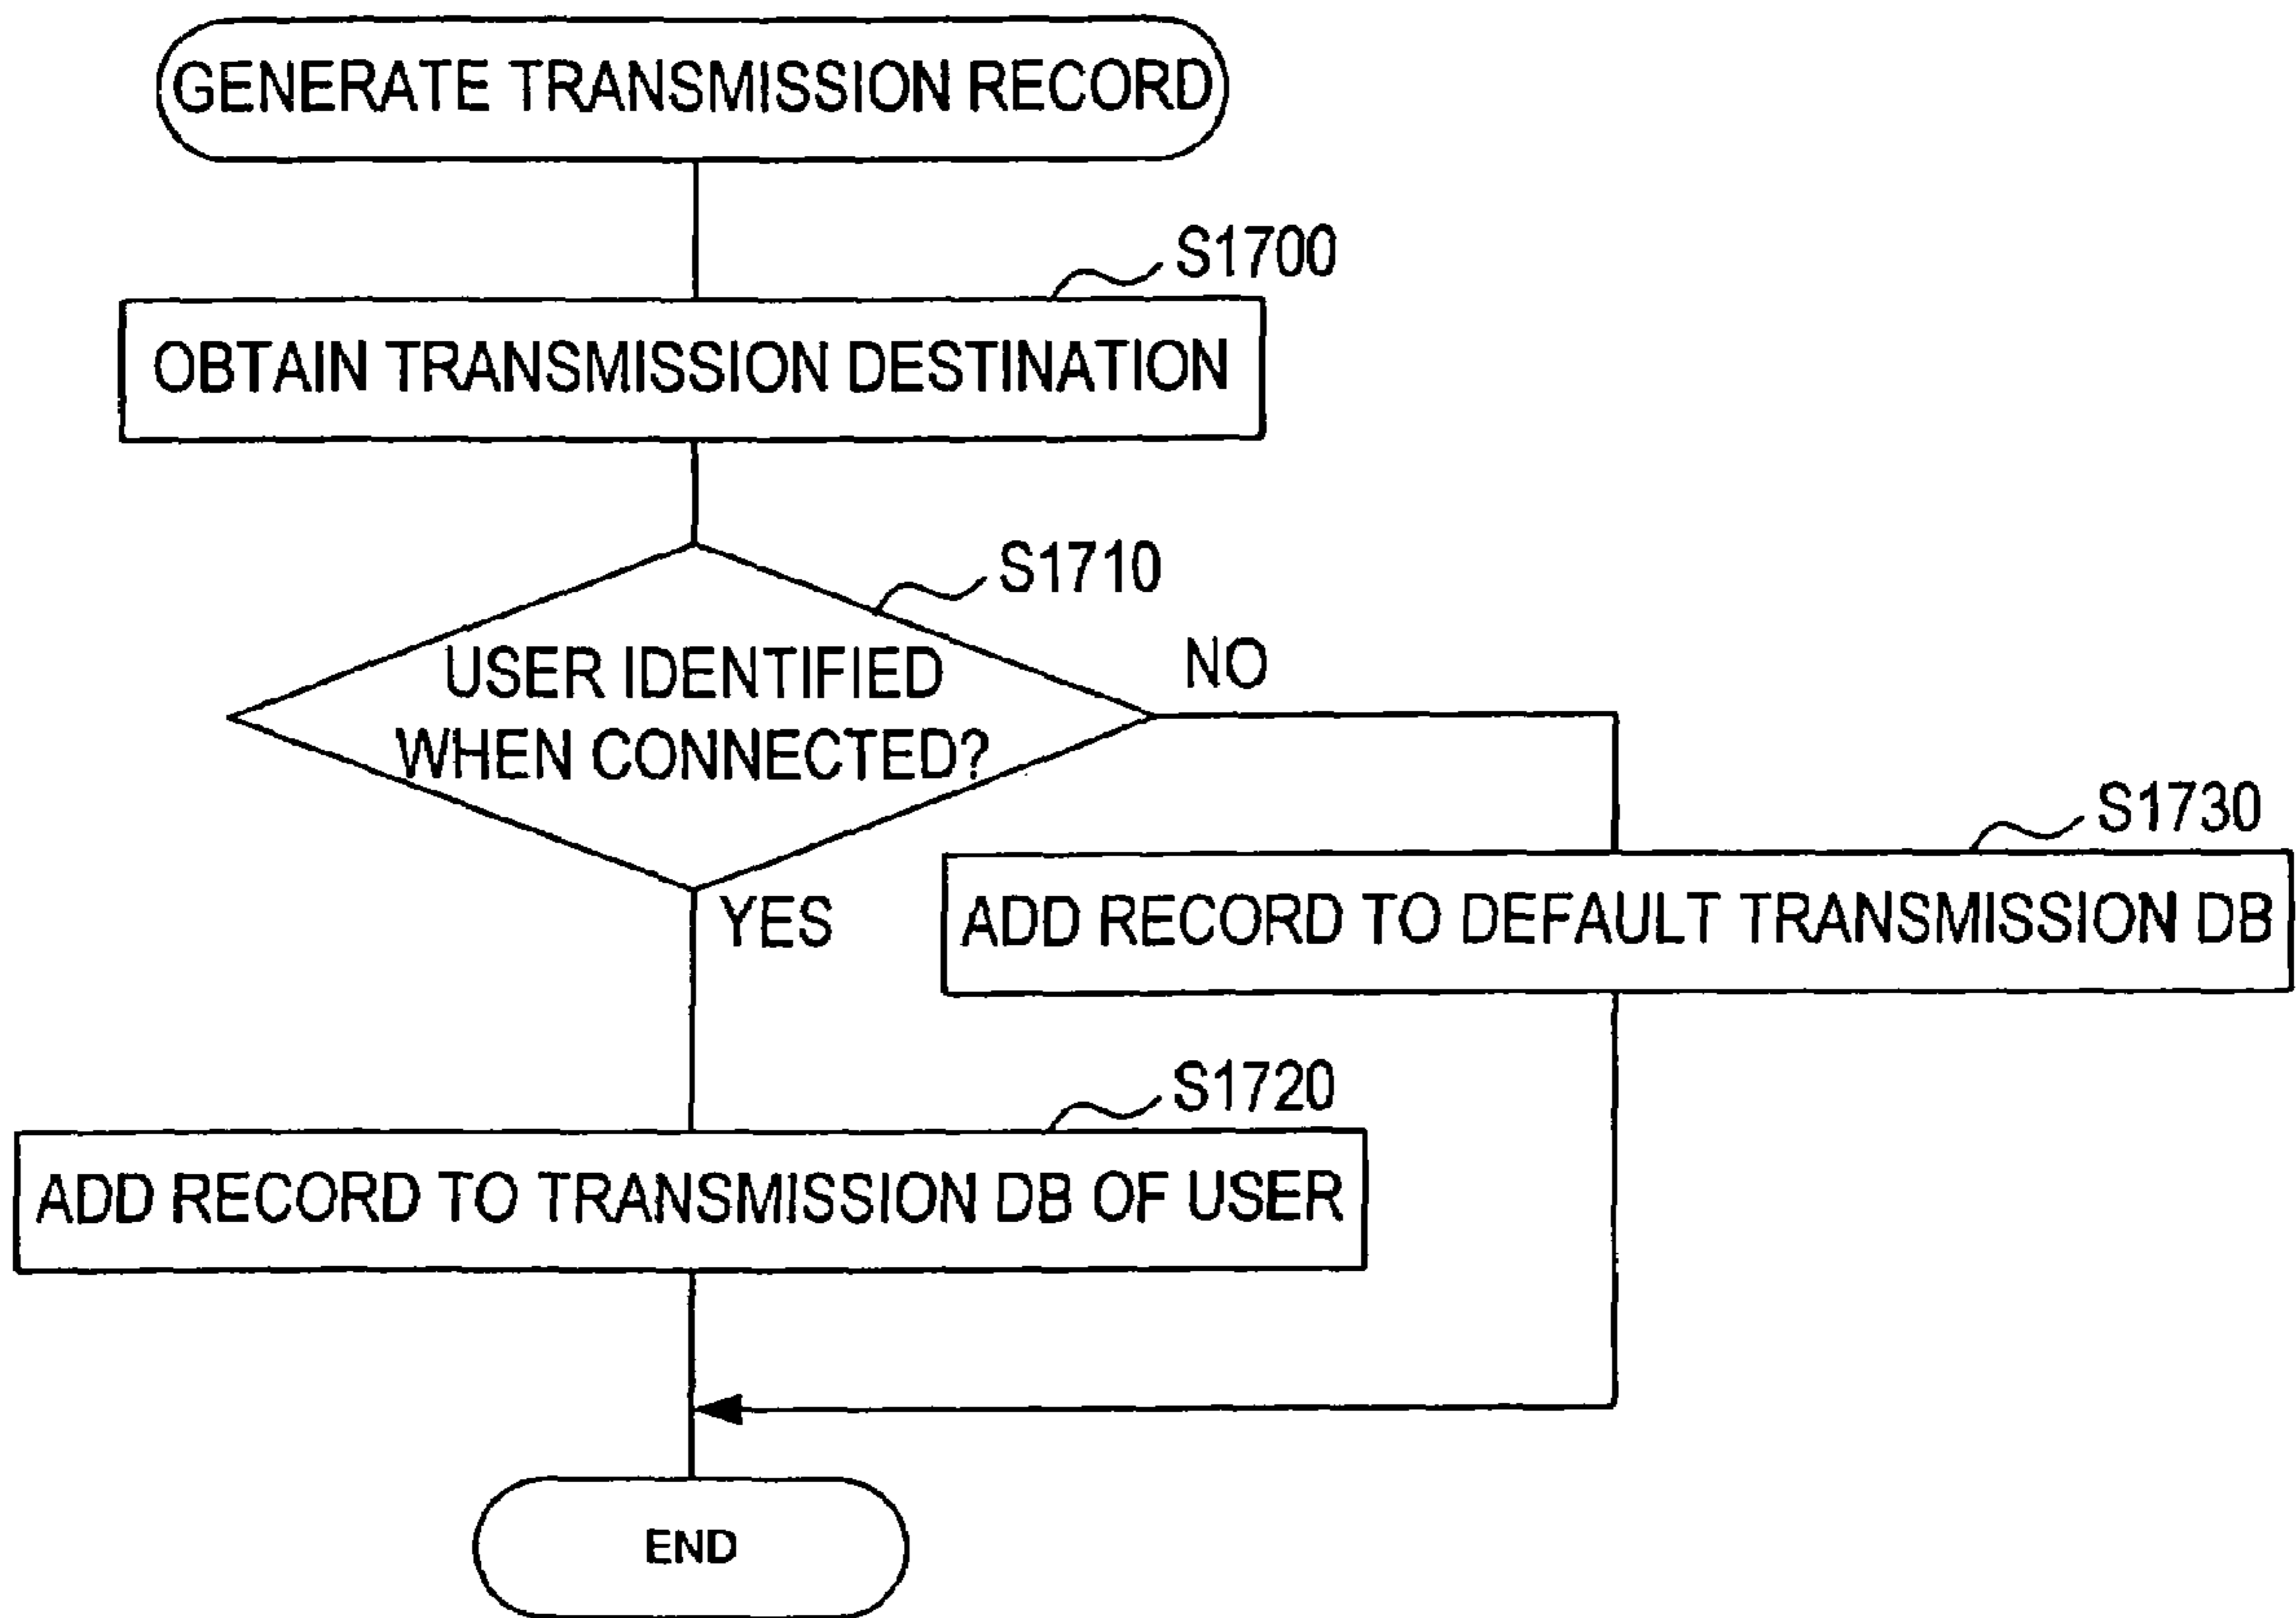 GENERATE TRANSMISSION RECORD
S1700
OBTAIN TRANSMISSION DESTINATION
S1710
USER IDENTIFIED
WHEN CONNECTED?
NO
YES
S1730
ADD RECORD TO DEFAULT TRANSMISSION DB
S1720
ADD RECORD TO TRANSMISSION DB OF USER
END